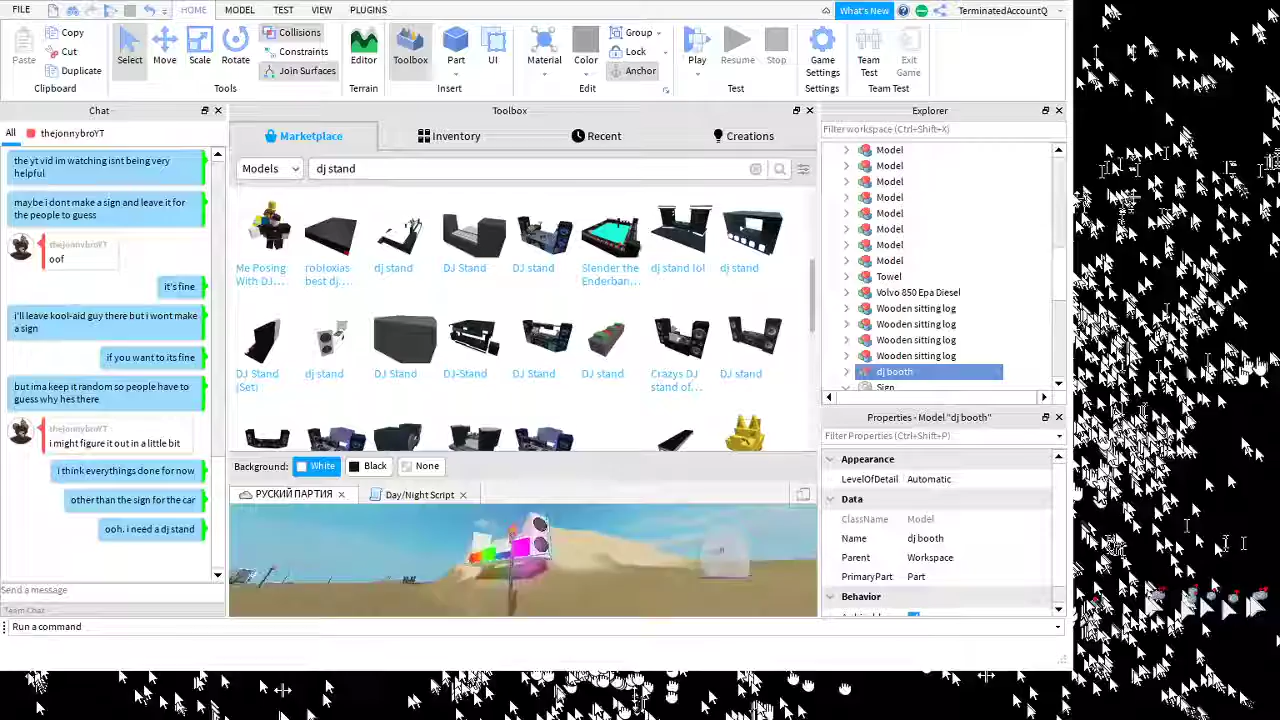 FILE
HOME
MODEL
TEST
VIEW
PLUGINS
What's New
TerminatedAccountQ
Paste
Copy
Cut
Duplicate
Clipboard
Select
Move
Scale
Rotate
Collisions
Constraints
Join Surfaces
Tools
Editor
Terrain
Toolbox
Part
UI
Insert
Material
Color
Group
Lock
Anchor
Edit
Play
Resume
Stop
Test
Game
Settings
Settings
Team
Test
Exit
Game
Team Test
Chat
All
thejonnybroYT
the yt vid im watching isnt being very
helpful
maybe i dont make a sign and leave it for
the people to guess
thejonnybroYT
oof
it's fine
i'll leave kool-aid guy there but i wont make
a sign
if you want to its fine
but ima keep it random so people have to
guess why hes there
thejonnybroYT
i might figure it out in a little bit
i think everythings done for now
other than the sign for the car
ooh. i need a dj stand
Send a message
Team Chat
Toolbox
Marketplace
Inventory
Recent
Creations
Models
dj stand
Me Posing
With DJ...
robloxias
best dj...
dj stand
DJ Stand
DJ stand
Slender the
Enderban...
dj stand lol
dj stand
DJ Stand
(Set)
dj stand
DJ Stand
DJ-Stand
DJ Stand
DJ stand
Crazys DJ
stand of...
DJ stand
Background:
White
Black
None
РУСКИЙ ПАРТИЯ
Day/Night Script
Explorer
Filter workspace (Ctrl+Shift+X)
Model
Model
Model
Model
Model
Model
Model
Model
Towel
Volvo 850 Epa Diesel
Wooden sitting log
Wooden sitting log
Wooden sitting log
Wooden sitting log
dj booth
Sign
Properties - Model "dj booth"
Filter Properties (Ctrl+Shift+P)
Appearance
LevelOfDetail
Automatic
Data
ClassName
Model
Name
dj booth
Parent
Workspace
PrimaryPart
Part
Behavior
Run a command